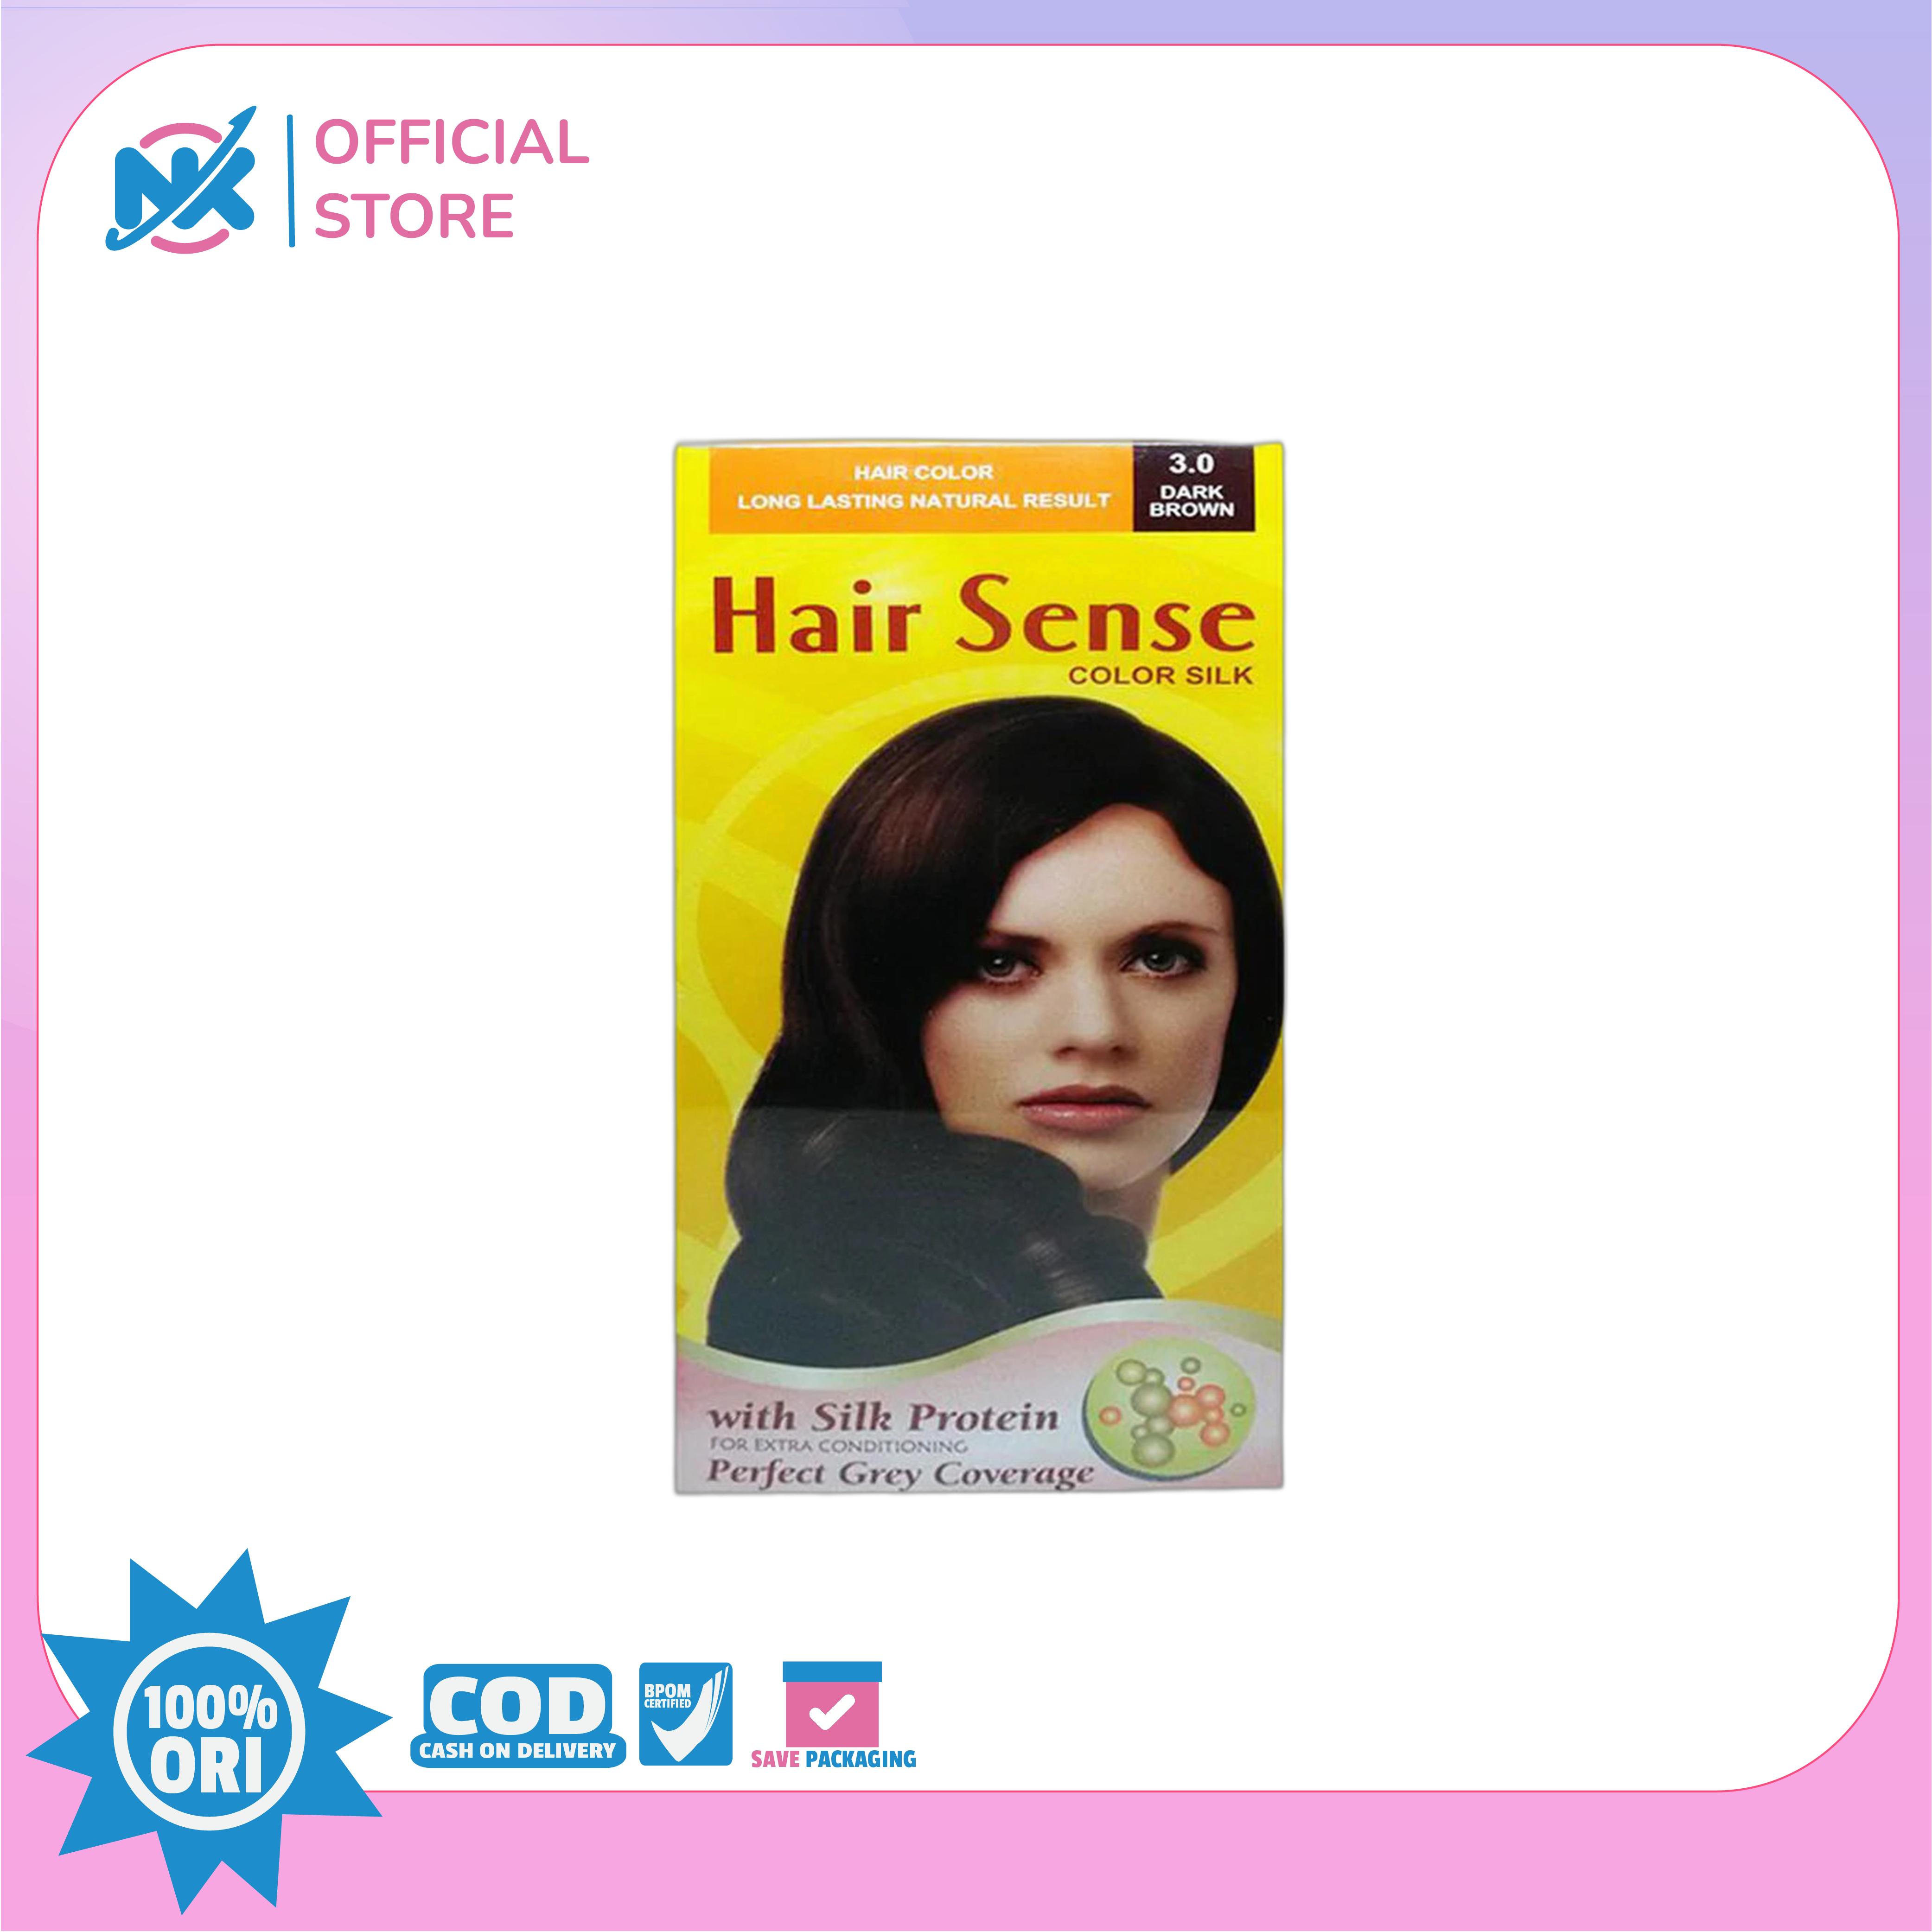 NK
OFFICIAL
STORE
HAIR COLOR
LONG LASTING NATURAL RESULT
3.0
DARK
BROWN
Hair Sense
COLOR SILK
with Silk Protein
FOR EXTRA CONDITIONING
Perfect Grey Coverage
100%
ORI
COD
CASH ON DELIVERY
BPOM
CERTIFIED
SAVE PACKAGING